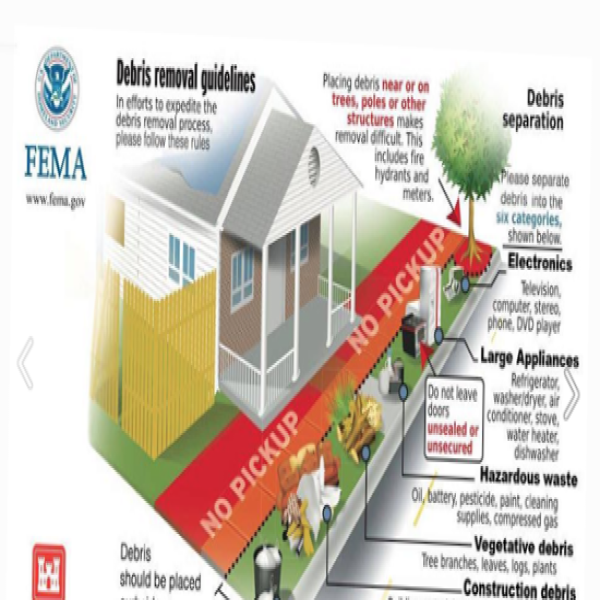 Debris removal guidelines
In efforts to expedite the
debris removal process,
please follow these rules
FEMA
www.fema.gov
Placing debris near or on
trees, poles or other
structures makes
removal difficult. This
includes fire
hydrants and
meters.
Debris
separation
Please separate
debris into the
six categories,
shown below.
Electronics
Television,
computer, stereo,
phone, DVD player
Large Appliances
Refrigerator,
washer/dryer, air
conditioner, stove,
water heater,
dishwasher
Do not leave
doors
unsealed or
unsecured
Hazardous waste
Oil, battery, pesticide, paint, cleaning
supplies, compressed gas
Vegetative debris
Tree branches, leaves, logs, plants
Construction debris
NO PICKUP
NO PICKUP
Debris
should be placed